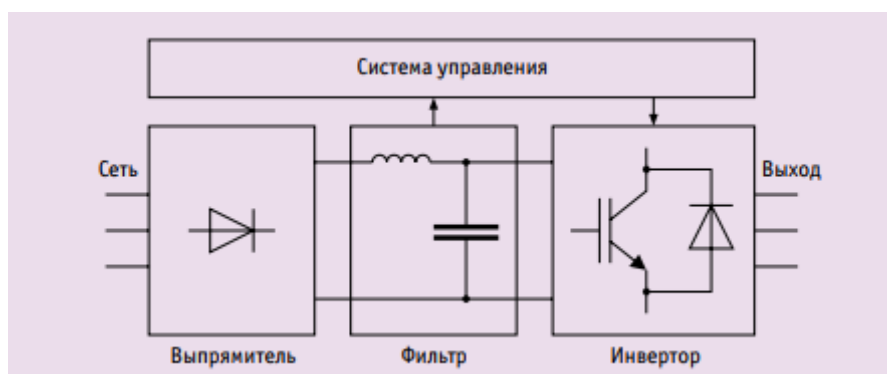 Система управления
Сеть
Выход
Выпрямитель
Фильтр
Инвертор